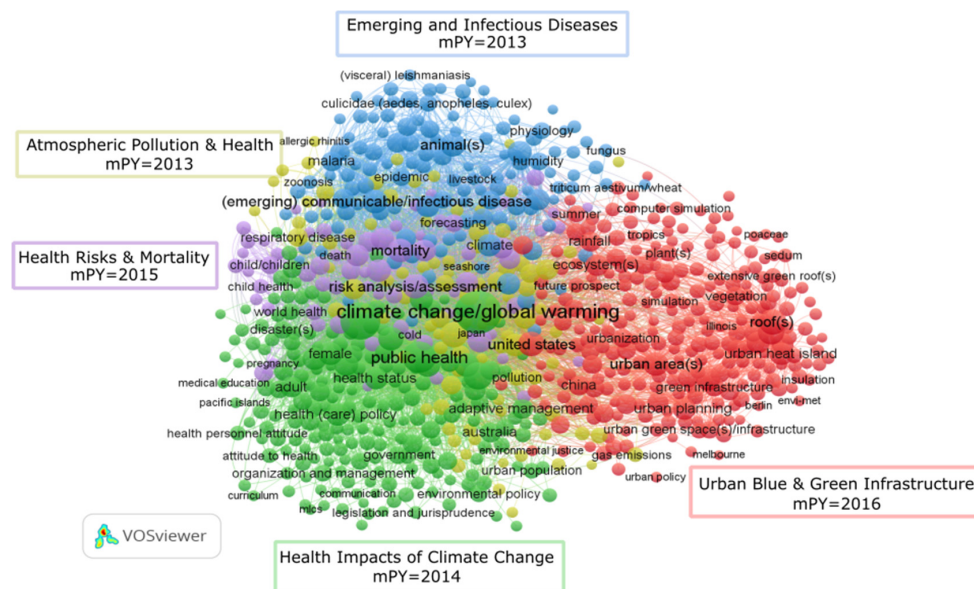 Emerging and Infectious Diseases
mPY=2013
(visceral) leishmaniasis
culicidae (aedes, anopheles, culex)
physiology
Atmospheric Pollution & Health
mPY=2013
allergic rhinitis
animal(s)
fungus
malaria
humidity
epidemic
livestock
zoonosis
triticum aestivum/wheat
(emerging) communicable/infectious disease
computer simulation
summer
forecasting
respiratory disease
climate
rainfall
tropics
poaceae
Health Risks & Mortality
mPY=2015
death
mortality
plant(s)
sedum
child/children
seashore
ecosystem(s)
extensive green roof(s)
child health
risk analysis/assessment
future prospect
simulation
vegetation
world health
climate change/global warming
roof(s)
disaster(s)
cold
japan
urbanization
illinois
female
public health
united states
urban heat island
pregnancy
urban area(s)
medical education
adult
health status
pollution
china
green infrastructure
insulation
pacific islands
berlin
envi-met
health (care) policy
adaptive management
urban planning
health personnel attitude
australia
urban green space(s)/infrastructure
attitude to health
government
environmental justice
gas emissions
melbourne
organization and management
urban population
urban policy
curriculum
communication
environmental policy
mlcs
legislation and jurisprudence
Urban Blue & Green Infrastructure
mPY=2016
VOSviewer
Health Impacts of Climate Change
mPY=2014